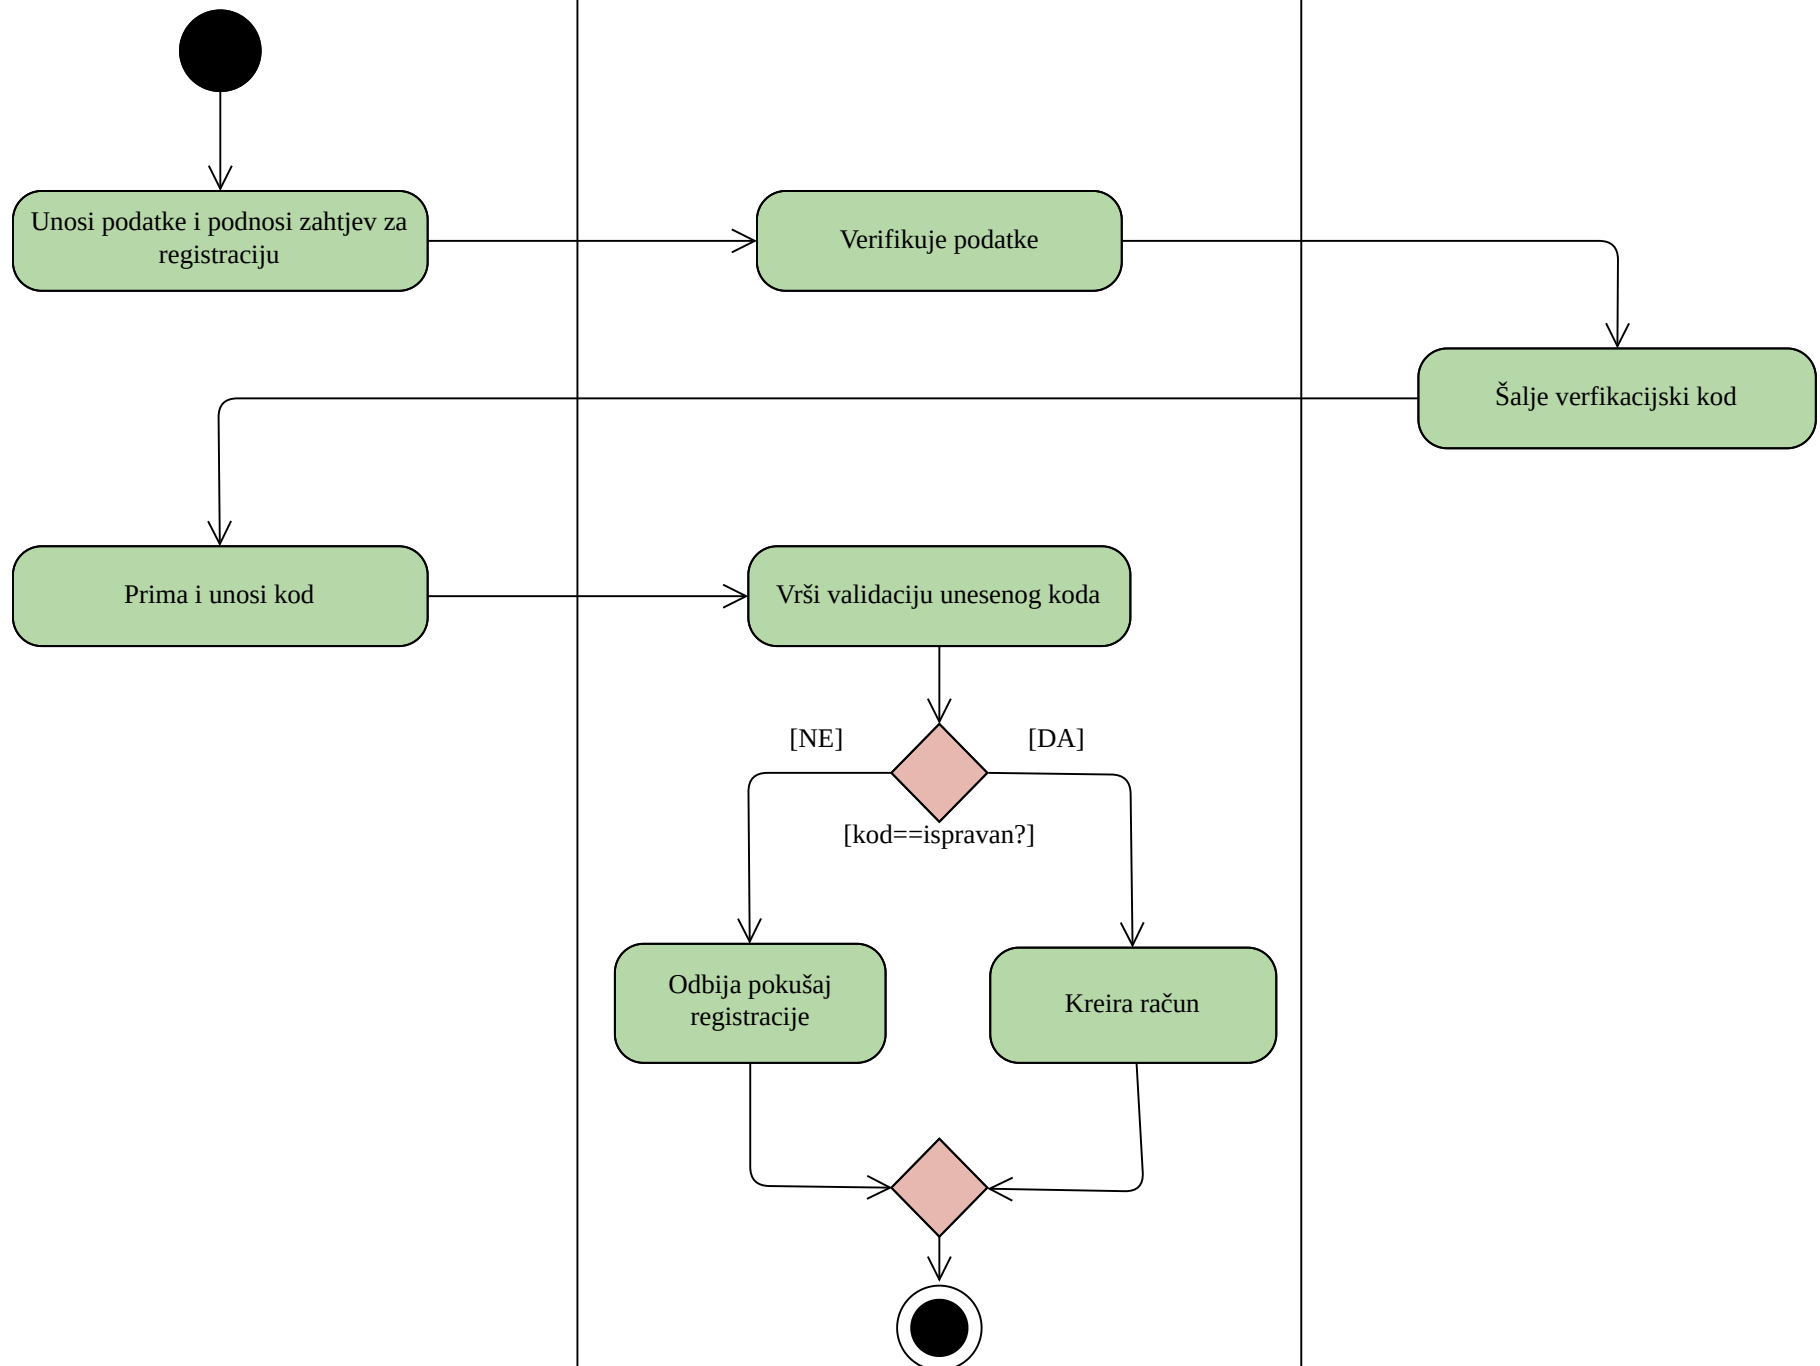 Unosi podatke i podnosi zahtjev za
registraciju
Verifikuje podatke
Šalje verfikacijski kod
Prima i unosi kod
Vrši validaciju unesenog koda
[NE]
[DA]
[kod==ispravan?]
Odbija pokušaj
registracije
Kreira račun